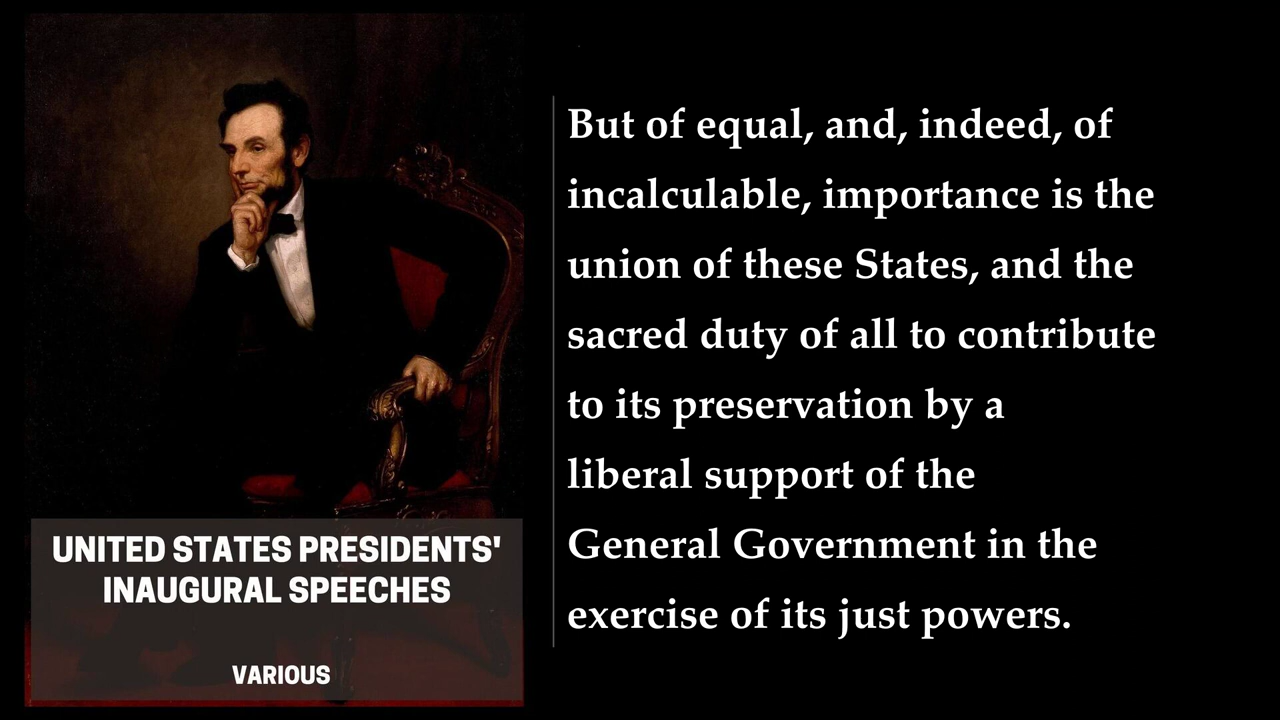 UNITED STATES PRESIDENTS'
INAUGURAL SPEECHES
VARIOUS
But of equal, and, indeed, of
incalculable, importance is the
union of these States, and the
sacred duty of all to contribute
to its preservation by a
liberal support of the
General Government in the
exercise of its just powers.